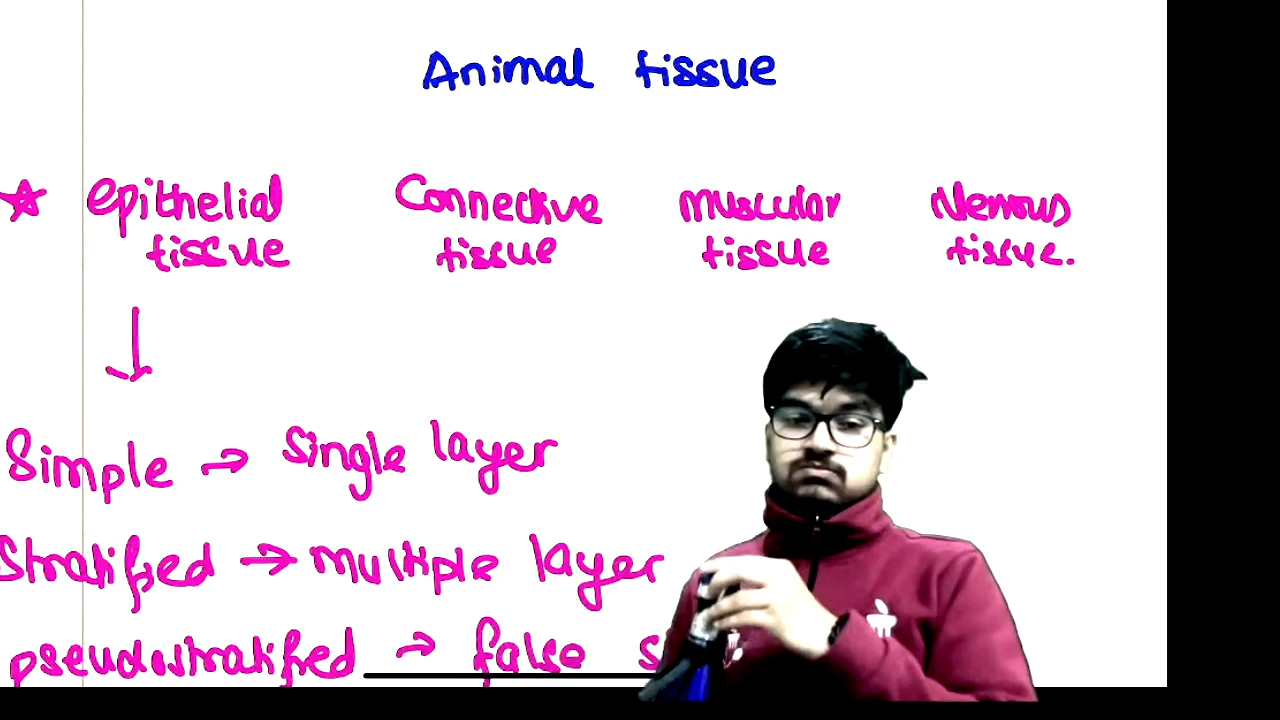 Animal tissue
★ epithelial tissue
Connective tissue
muscular tissue
Nervous tissue.
↓
Simple → Single layer
Stratified → multiple layer
pseudostratified → false s